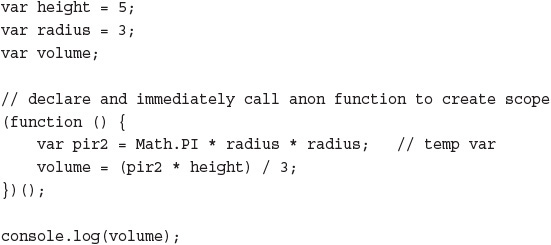 var height = 5;
var radius = 3;
var volume;

// declare and immediately call anon function to create scope
(function () {
    var pir2 = Math.PI * radius * radius;   // temp var
    volume = (pir2 * height) / 3;
})();

console.log(volume);